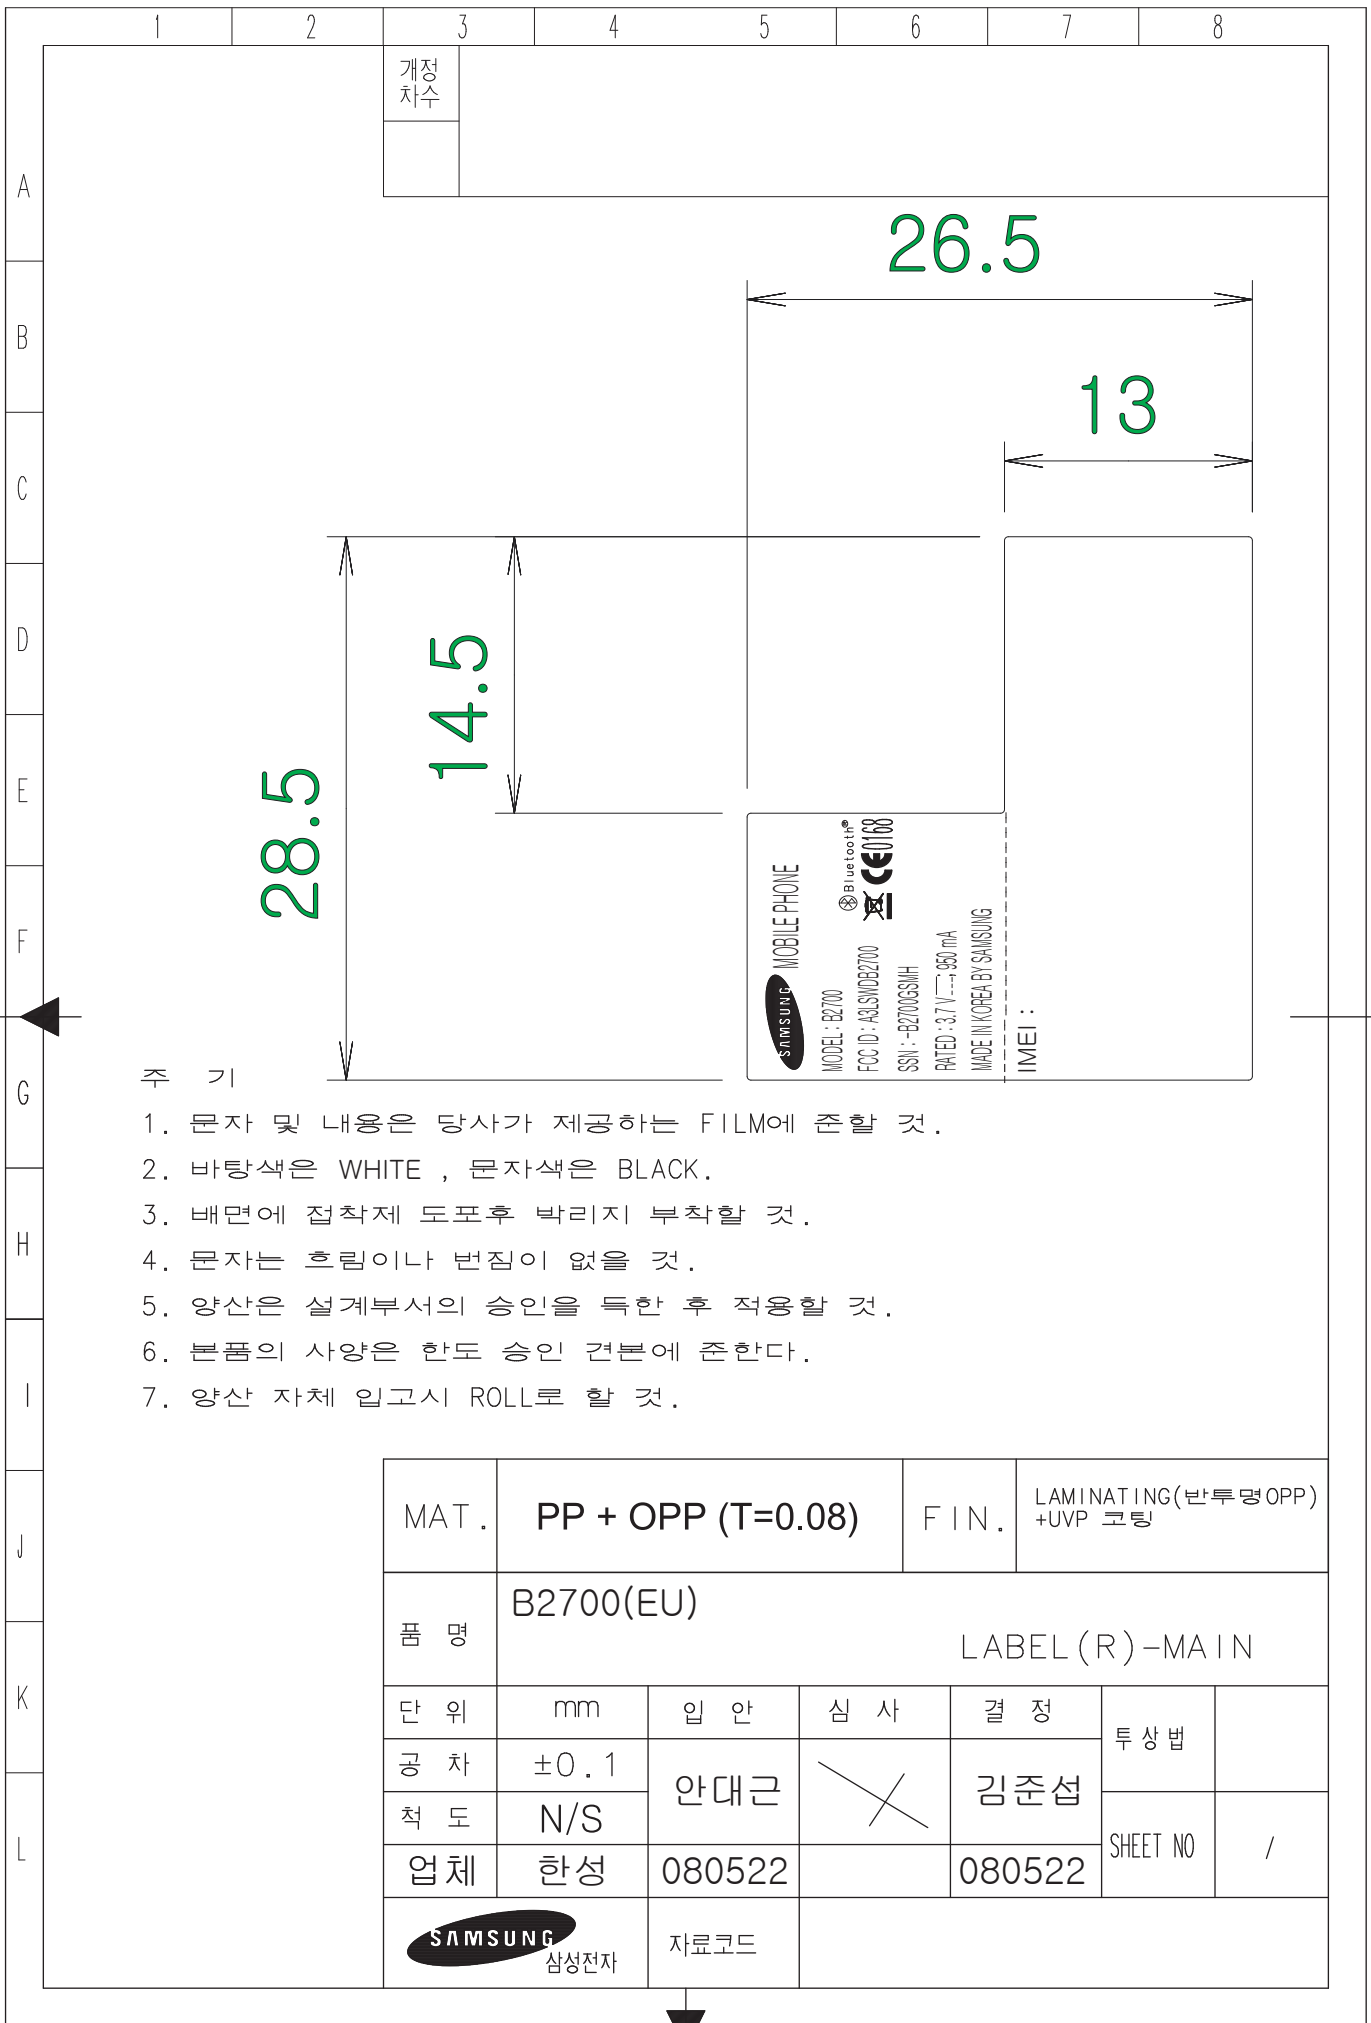 1 2 3 4 5 6 7 8
개정
차수
A
B
C
D
E
F
G
H
I
J
K
L
26.5
13
14.5
28.5
SAMSUNG MOBILE PHONE
Bluetooth®
CE0168
MODEL : B2700
FCC ID : A3LSWDB2700
SSN : -B2700GSMH
RATED : 3.7 V ; 950 mA
MADE IN KOREA BY SAMSUNG
IMEI :
주 기
1. 문자 및 내용은 당사가 제공하는 FILM에 준할 것.
2. 바탕색은 WHITE , 문자색은 BLACK.
3. 배면에 접착제 도포후 박리지 부착할 것.
4. 문자는 흐림이나 번짐이 없을 것.
5. 양산은 설계부서의 승인을 득한 후 적용할 것.
6. 본품의 사양은 한도 승인 견본에 준한다.
7. 양산 자체 입고시 ROLL로 할 것.
MAT. PP + OPP (T=0.08) FIN. LAMINATING(반투명OPP)
+UVP 코팅
품 명 B2700(EU)
LABEL(R)-MAIN
단 위 mm 입 안 심 사 결 정 투상법
공 차 ±0.1 안대근 김준섭
척 도 N/S SHEET NO /
업체 한성 080522 080522
SAMSUNG 삼성전자 자료코드